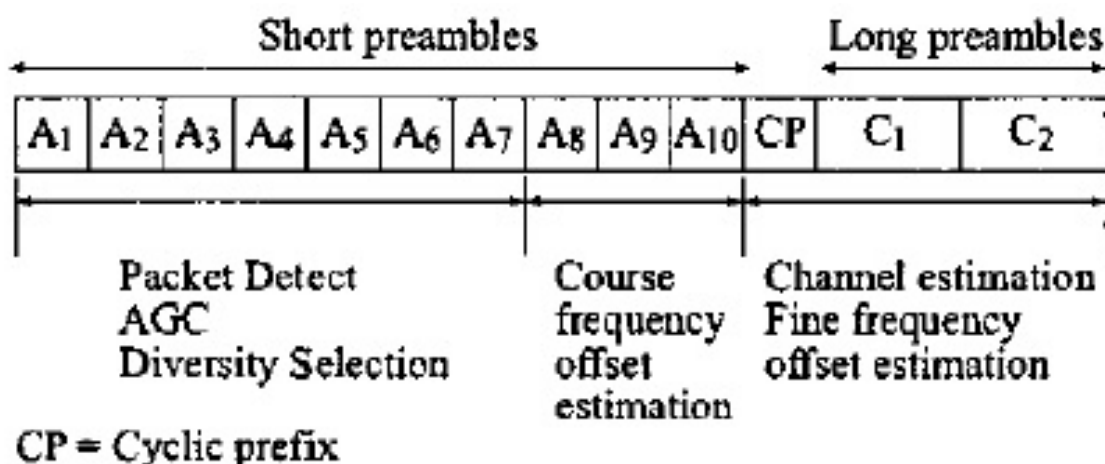 Short preambles Long preambles
A1 A2 A3 A4 A5 A6 A7 A8 A9 A10 CP C1 C2
Packet Detect
AGC
Diversity Selection
Course
frequency
offset
estimation
Channel estimation
Fine frequency
offset estimation
CP = Cyclic prefix